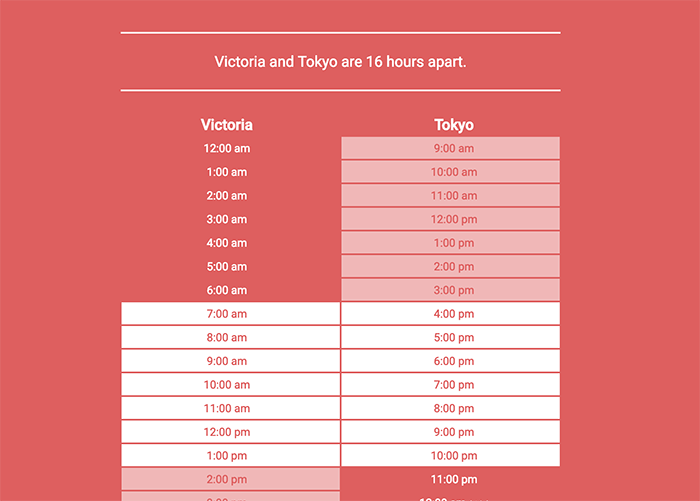 Victoria and Tokyo are 16 hours apart.
Victoria Tokyo
12:00 am 9:00 am
1:00 am 10:00 am
2:00 am 11:00 am
3:00 am 12:00 pm
4:00 am 1:00 pm
5:00 am 2:00 pm
6:00 am 3:00 pm
7:00 am 4:00 pm
8:00 am 5:00 pm
9:00 am 6:00 pm
10:00 am 7:00 pm
11:00 am 8:00 pm
12:00 pm 9:00 pm
1:00 pm 10:00 pm
2:00 pm 11:00 pm